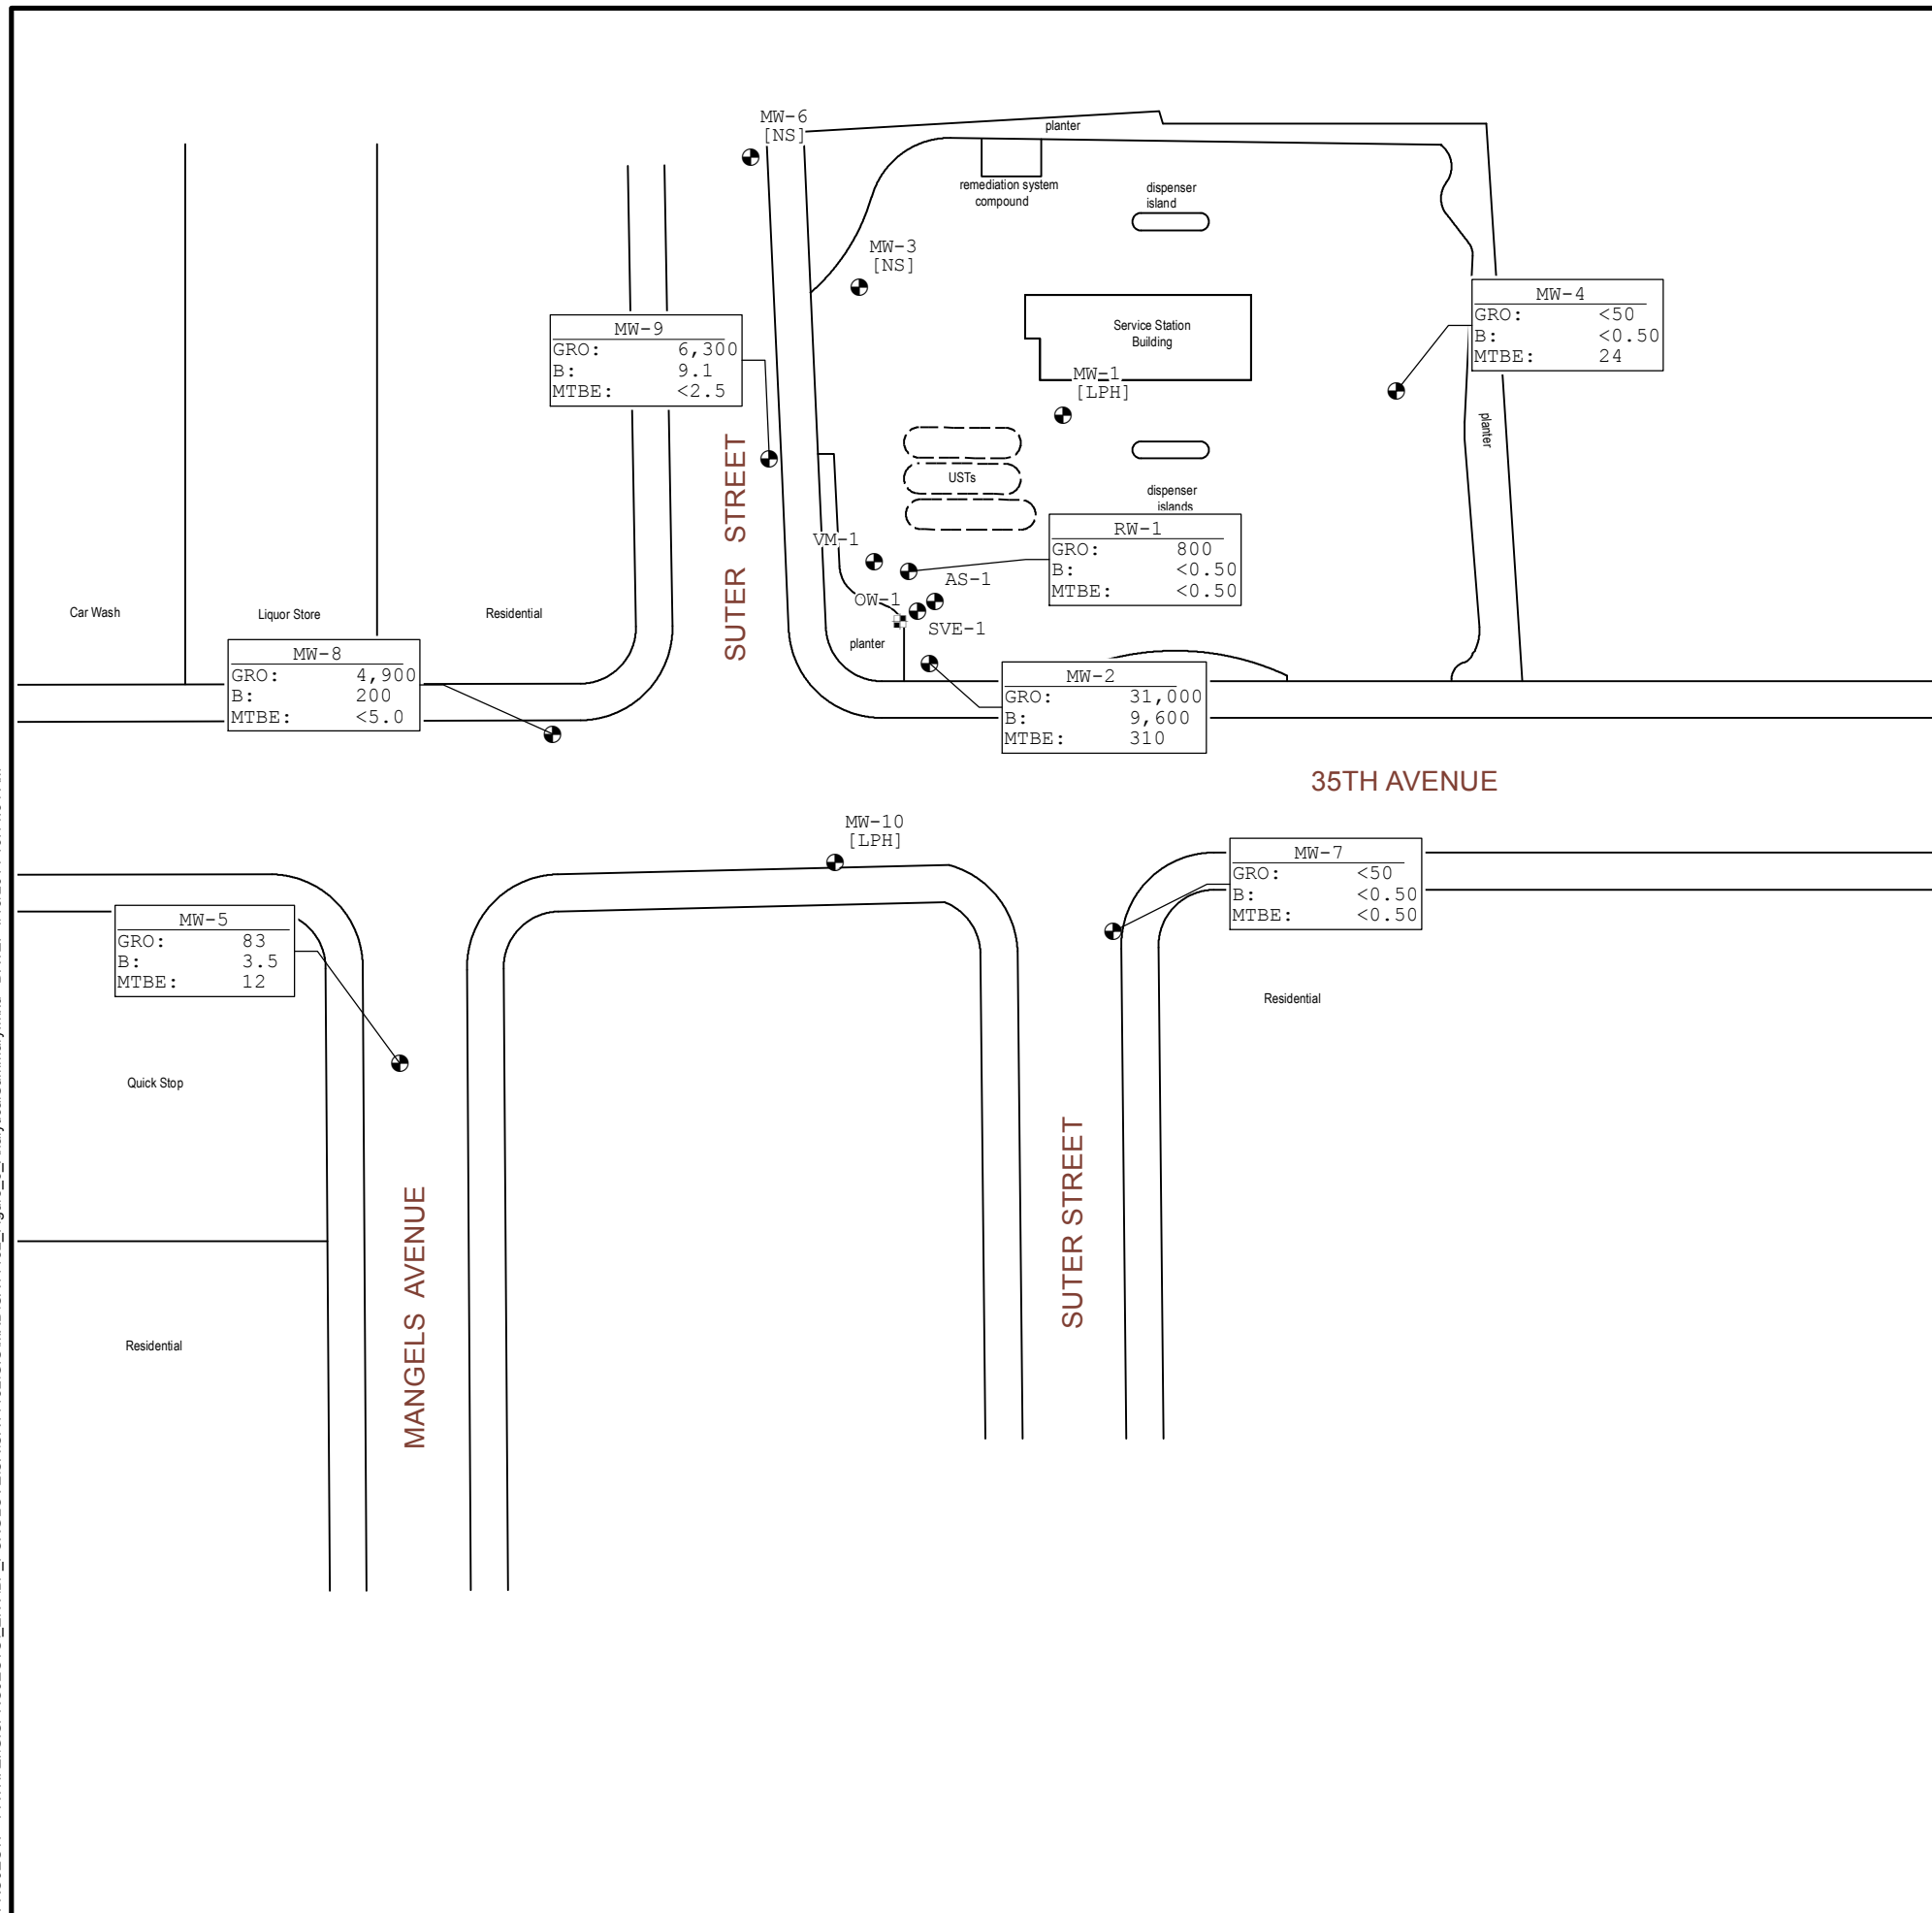 MW-6
[NS]
planter
remediation system
compound
dispenser
island
MW-3
[NS]
MW-4
GRO: <50
B: <0.50
MTBE: 24
MW-9
GRO: 6,300
B: 9.1
MTBE: <2.5
Service Station
Building
MW-1
[LPH]
planter
SUTER STREET
USTs
dispenser
islands
RW-1
GRO: 800
B: <0.50
MTBE: <0.50
VM-1
AS-1
OW-1
SVE-1
planter
Car Wash
Liquor Store
Residential
MW-8
GRO: 4,900
B: 200
MTBE: <5.0
MW-2
GRO: 31,000
B: 9,600
MTBE: 310
35TH AVENUE
MW-10
[LPH]
MW-7
GRO: <50
B: <0.50
MTBE: <0.50
MW-5
GRO: 83
B: 3.5
MTBE: 12
Residential
Quick Stop
SUTER STREET
MANGELS AVENUE
Residential